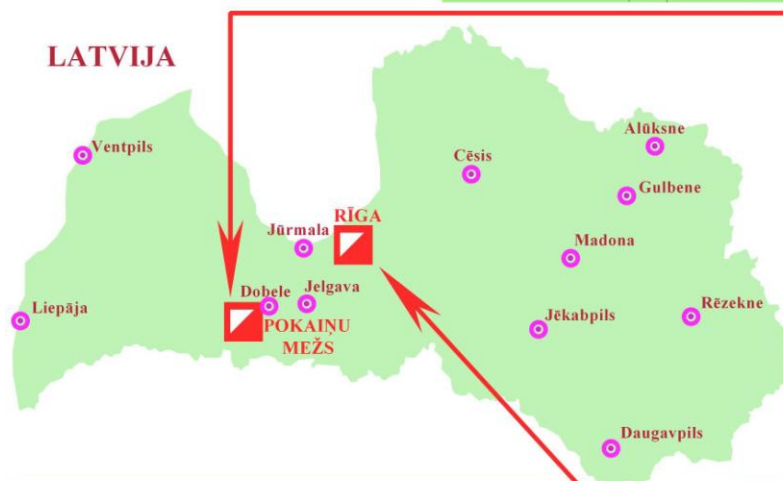 LATVIJA
Ventpils
Cēsis
Alūksne
Gulbene
RĪGA
Jūrmala
Madona
Dobele
Jelgava
Liepāja
POKAIŅU
MEŽS
Jēkabpils
Rēzekne
Daugavpils